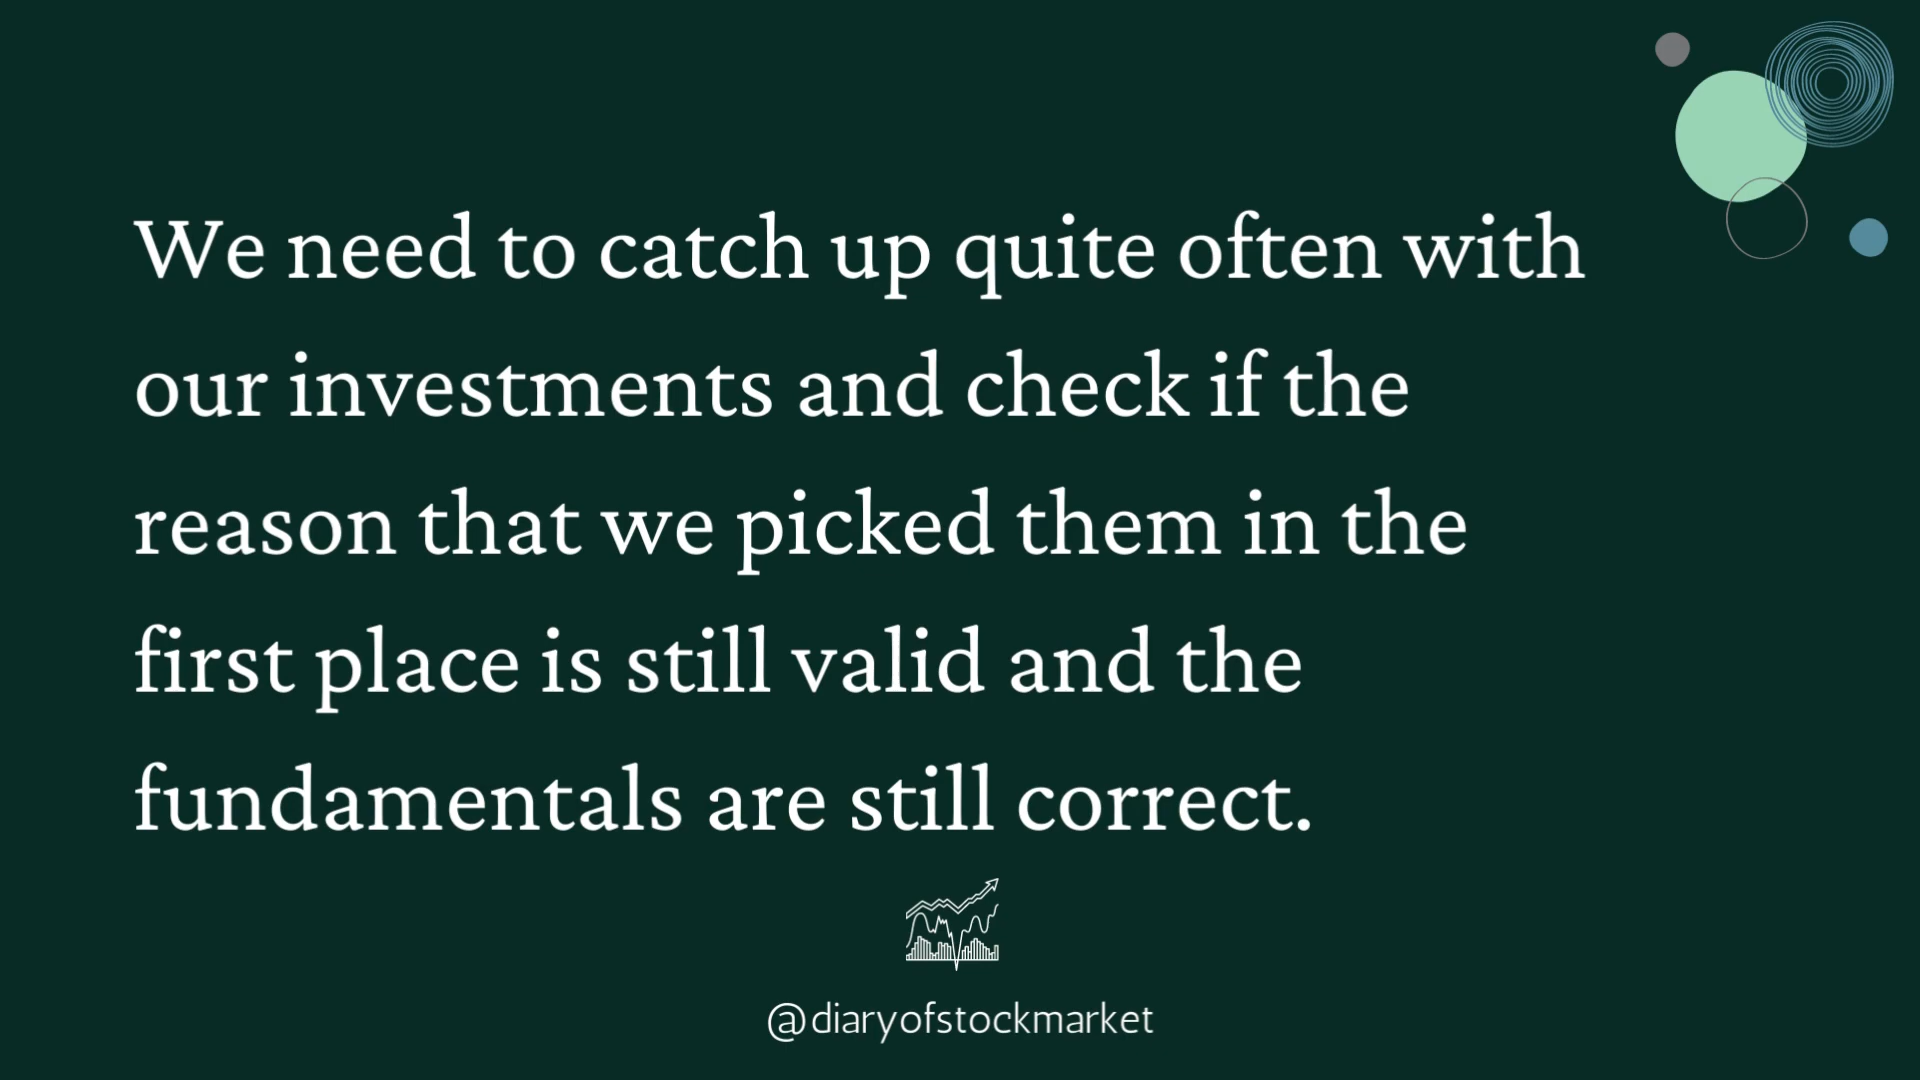 We need to catch up quite often with
our investments and check if the
reason that we picked them in the
first place is still valid and the
fundamentals are still correct.
@diaryofstockmarket